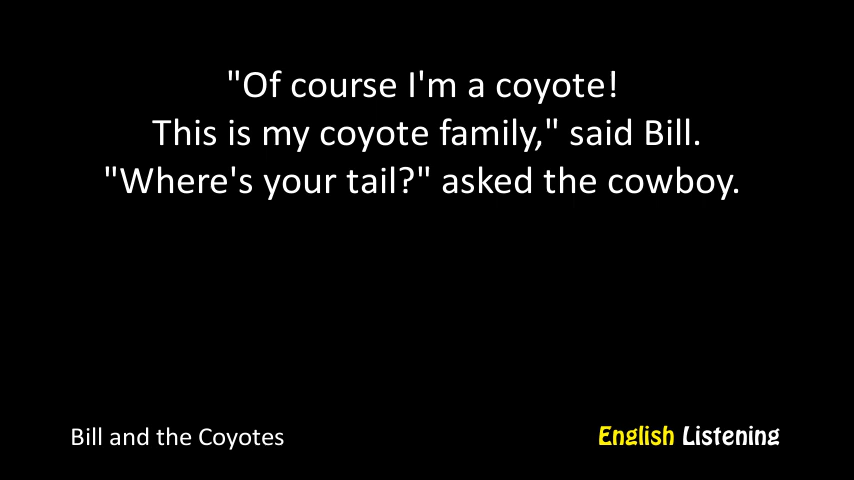 "Of course I'm a coyote!
This is my coyote family," said Bill.
"Where's your tail?" asked the cowboy.
Bill and the Coyotes
English Listening